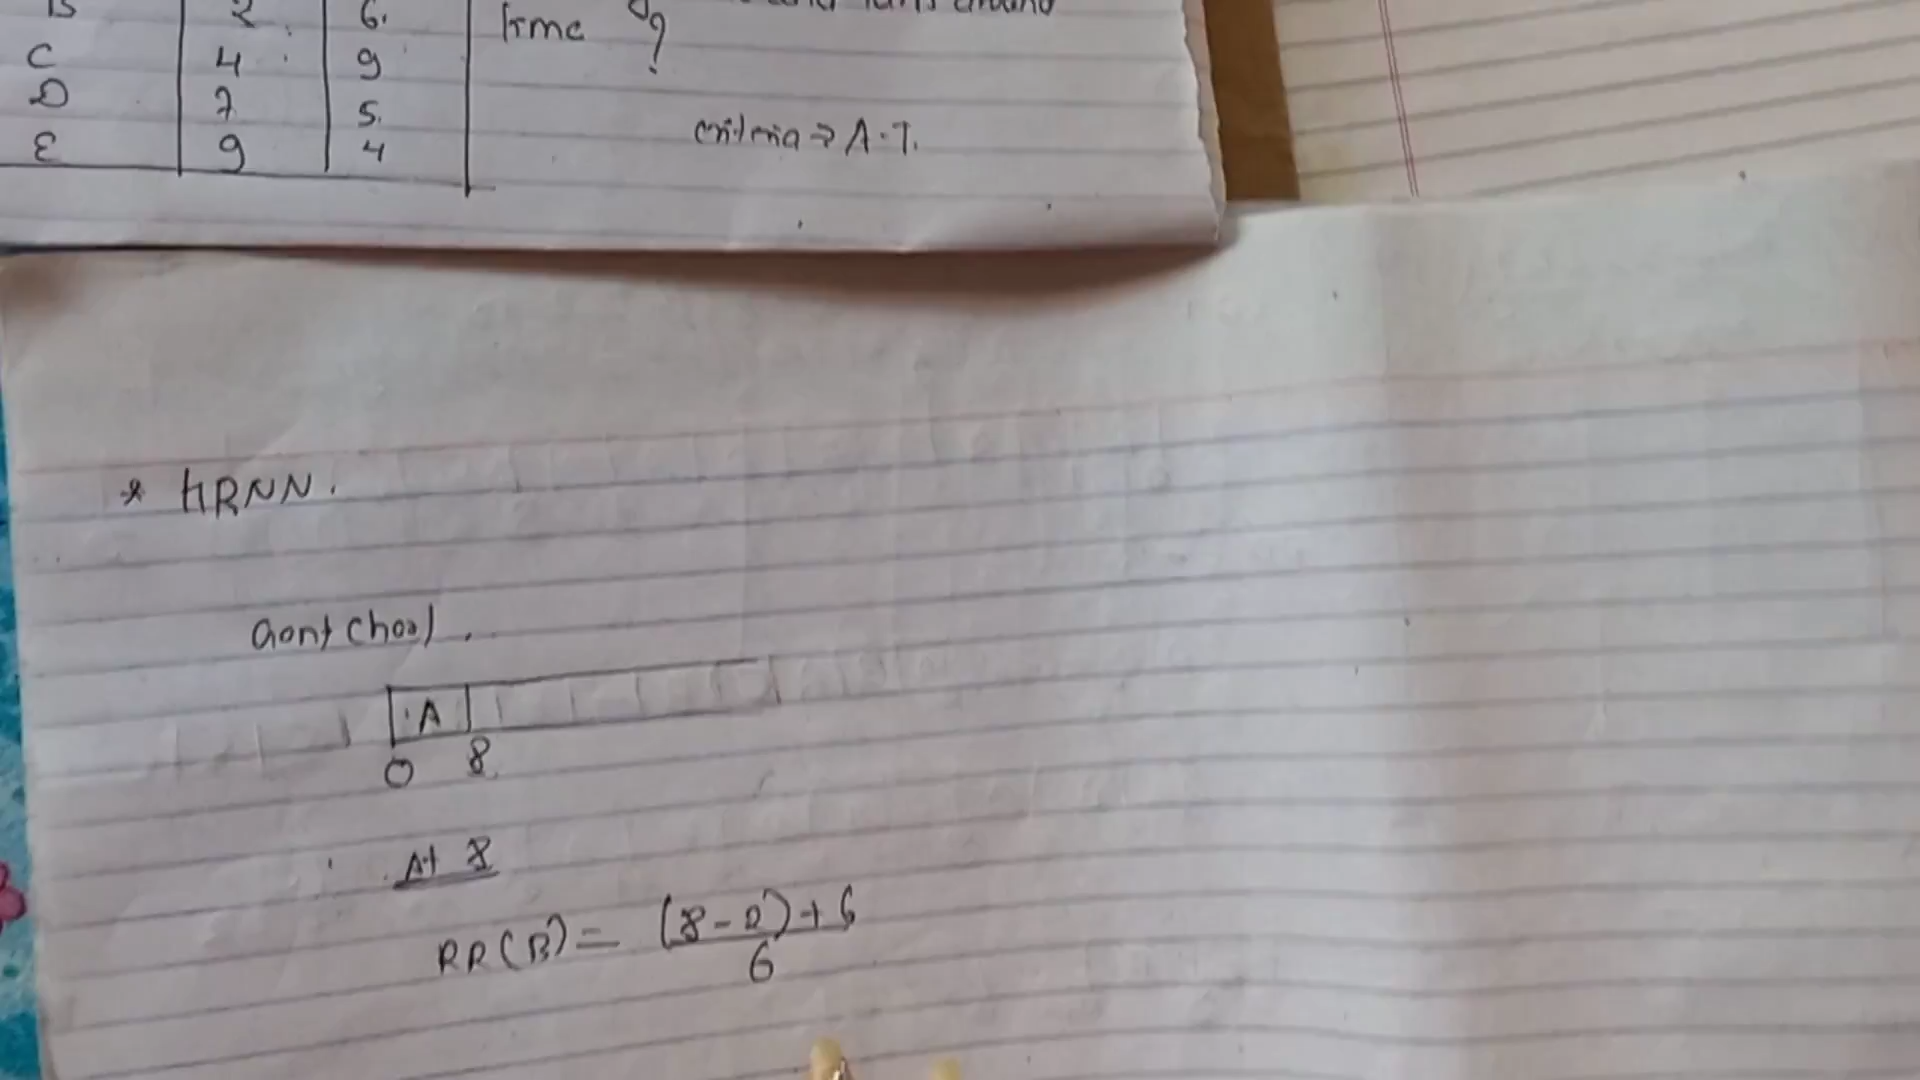 B 2 6.
time ?
C 4 9
D 7 5.
criteria ⇒ A.T.
E 9 4
* HRNN.
Gant Chart.
A
0 8
At 8
RR(B) = (8-2)+6
6